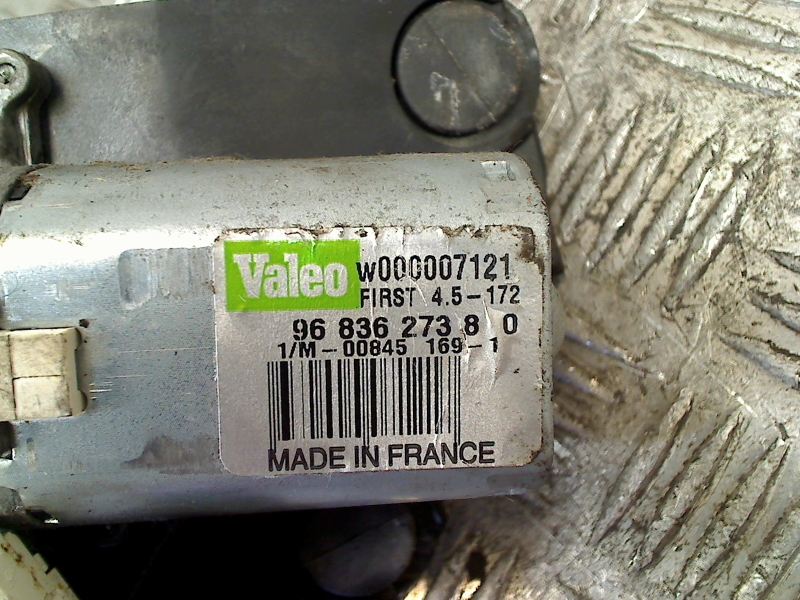 Valeo W000007121
FIRST 4.5-172
96 836 273 8 0
1/M-00845 169-1
MADE IN FRANCE